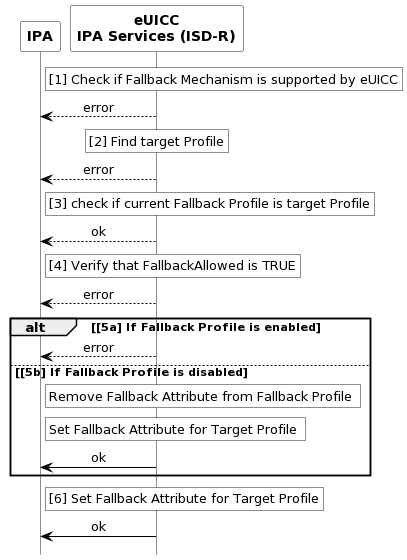 IPA
eUICC
IPA Services (ISD-R)
[1] Check if Fallback Mechanism is supported by eUICC
error
[2] Find target Profile
error
[3] check if current Fallback Profile is target Profile
ok
[4] Verify that FallbackAllowed is TRUE
error
alt [[5a] If Fallback Profile is enabled]
error
[[5b] If Fallback Profile is disabled]
Remove Fallback Attribute from Fallback Profile
Set Fallback Attribute for Target Profile
ok
[6] Set Fallback Attribute for Target Profile
ok